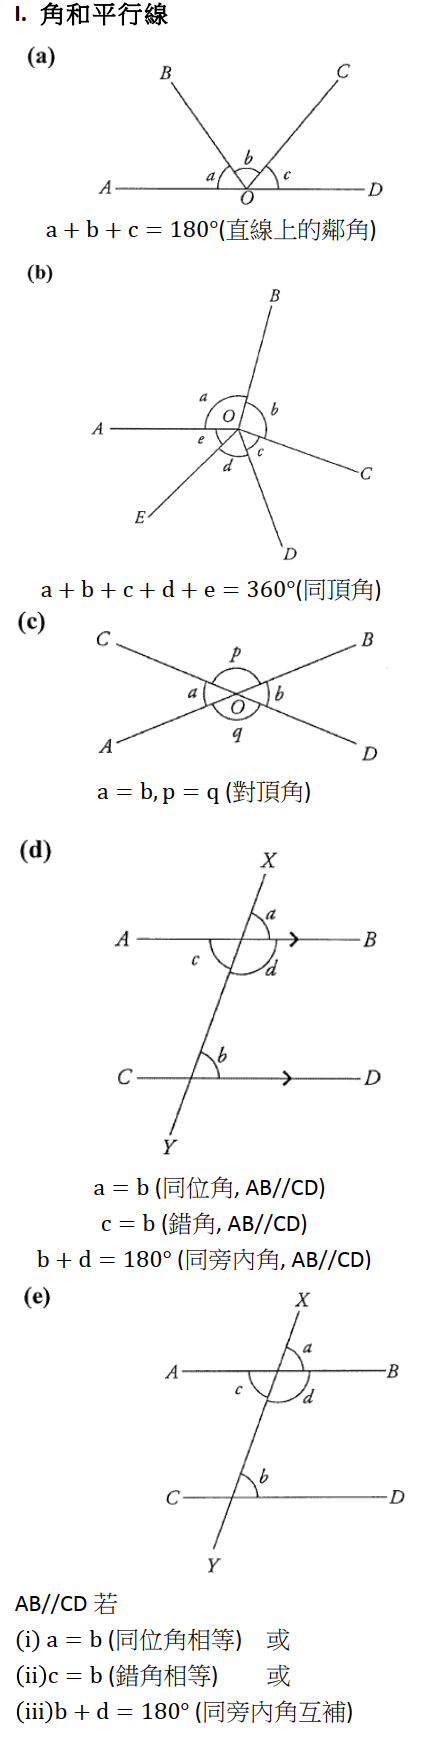 I. 角和平行線
(a)
B C
a b c
A O D
a + b + c = 180°(直線上的鄰角)
(b)
B
a
O b
A
e c
d C
E
D
a + b + c + d + e = 360°(同頂角)
(c)
C B
p
a O b
q
A D
a = b, p = q (對頂角)
(d)
X
a
A B
c d
b
C D
Y
a = b (同位角, AB//CD)
c = b (錯角, AB//CD)
b + d = 180° (同旁內角, AB//CD)
(e)
X
a
A B
c d
b
C D
Y
AB//CD 若
(i) a = b (同位角相等) 或
(ii)c = b (錯角相等) 或
(iii)b + d = 180° (同旁內角互補)